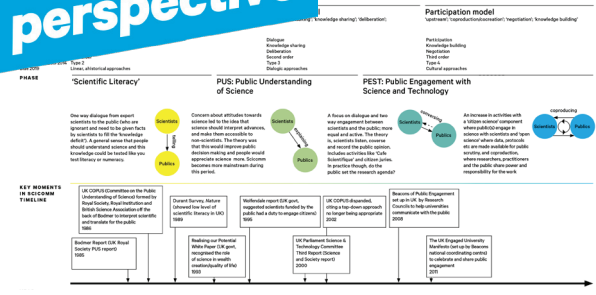 perspective
Participation model
'knowledge sharing'; 'deliberation';
'upstream'; 'coproduction/cocreation'; 'negotiation'; 'knowledge building'
Type 2
Linear, ahistorical approaches
Dialogue
Knowledge sharing
Deliberation
Second order
Type 3
Dialogic approaches
Participation
Knowledge building
Negotiation
Third order
Type 4
Cultural approaches
PHASE
'Scientific Literacy'
PUS: Public Understanding
of Science
PEST: Public Engagement with
Science and Technology
One way dialogue from expert
scientists to the public (who are
ignorant and need to be given facts
by scientists to fill the 'knowledge
deficit'). A general sense that people
should understand science and this
knowledge could be tested like you
test literacy or numeracy.
Scientists
telling
Publics
Concern about attitudes towards
science led to the idea that
science should interpret advances,
and make them accessible to
non-scientists. The theory was
that this would improve public
decision making and people would
appreciate science more. Scicomm
becomes more mainstream during
this period.
Scientists
explaining
Publics
A focus on dialogue and two
way engagement between
scientists and the public; more
equal and active. The theory
is, scientists listen, coverse
and record the public opinion.
Includes activities like 'Cafe
Scientifique' and citizen juries.
In practice though, do the
public set the research agenda?
Scientists
conversing
Publics
An increase in activities with
a 'citizen science' component
where public(s) engage in
science with scientists and 'open
science' where data, protocols
etc are made available for public
scrutiny, and coproduction,
where researchers, practitioners
and the public share power and
responsibility for the work
coproducing
Scientists
Publics
KEY MOMENTS
IN SCICOMM
TIMELINE
UK COPUS (Committee on the Public
Understanding of Science) formed by
Royal Society, Royal Institution and
British Science Association off the
back of Bodmer to interpret scientific
and translate for the public
1986
Bodmer Report (UK Royal
Society PUS report)
1985
Durant Survey, Nature
(showed low level of
scientific literacy in UK)
1989
Realising our Potential
White Paper (UK govt,
recognised the role
of science in wealth
creation/quality of life)
1993
Wolfendale report (UK govt,
suggested scientists funded by the
public had a duty to engage citizens)
1995
UK Parliament Science &
Technology Committee
Third Report (Science
and Society report)
2000
UK COPUS disbanded,
citing a top-down approach
no longer being appropriate
2002
Beacons of Public Engagement
set up in UK by Research
Councils to help universities
communicate with the public
2008
The UK Engaged University
Manifesto (set up by Beacons
national coordinating centre)
to celebrate and share public
engagement
2011